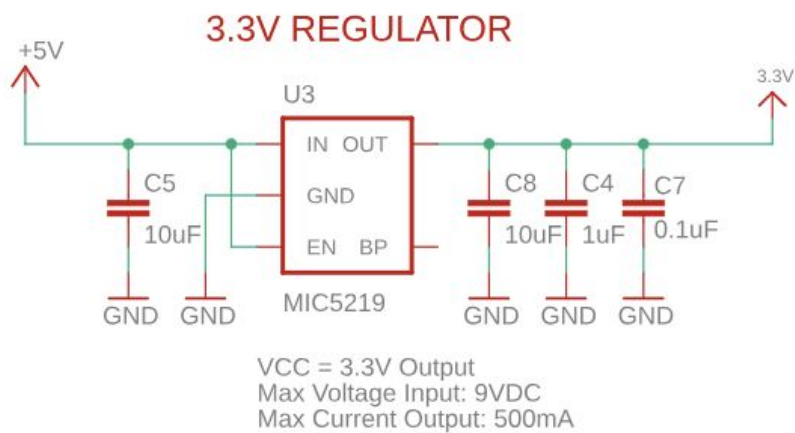 3.3V REGULATOR
+5V
3.3V
U3
IN OUT
GND
EN BP
MIC5219
C5
10uF
C8
10uF
C4
1uF
C7
0.1uF
GND
GND
GND
GND
GND
VCC = 3.3V Output
Max Voltage Input: 9VDC
Max Current Output: 500mA